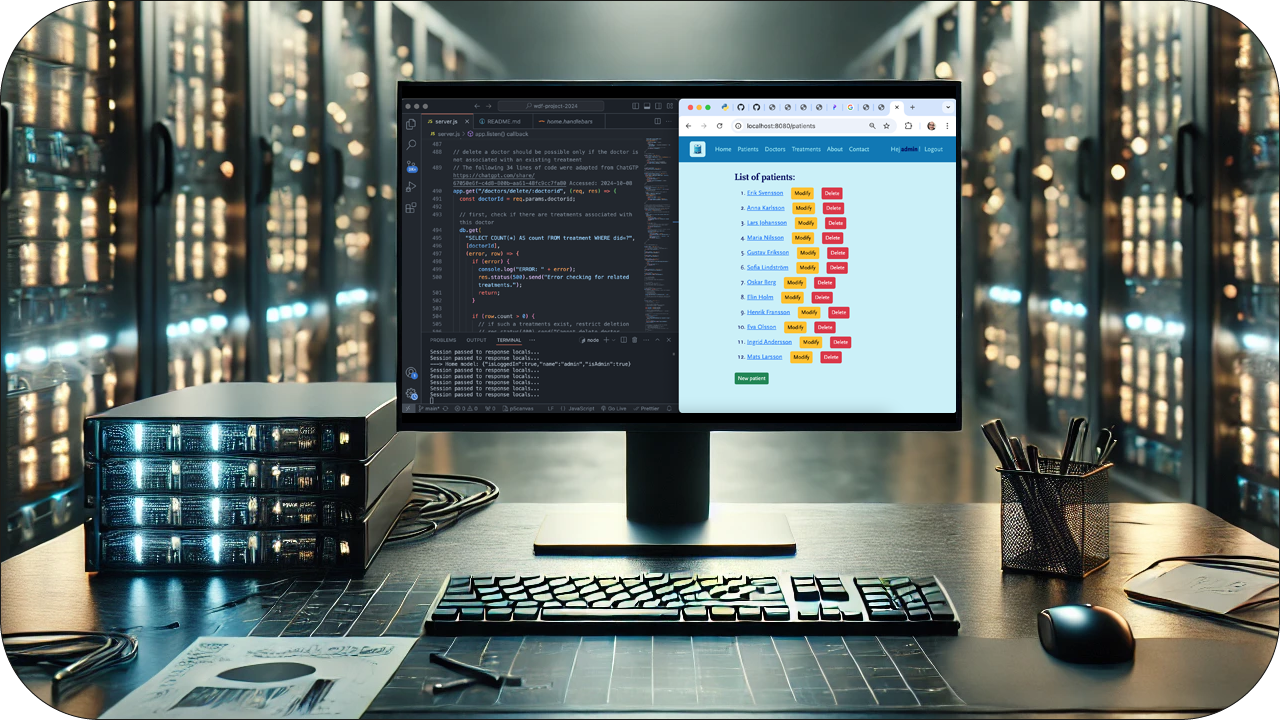 wdf-project-2024
server.js
README.md
home.handlebars
server.js > app.listen() callback
487
488 // delete a doctor should be possible only if the doctor is
not associated with an existing treatment
489 // The following 34 lines of code were adapted from ChatGTP
https://chatgpt.com/share/
Accessed: 2024-10-08
490 app.get("/doctors/delete/:doctorid", (req, res) => {
491 const doctorId = req.params.doctorid;
492
493 // first, check if there are treatments associated with
this doctor
494 db.get(
495 "SELECT COUNT(*) AS count FROM treatment WHERE did=?",
496 [doctorId],
497 (error, row) => {
498 if (error) {
499 console.log("ERROR: " + error);
500 res.status(500).send("Error checking for related
treatments.");
501 return;
502 }
503
504 if (row.count > 0) {
505 // if such a treatments exist, restrict deletion
PROBLEMS OUTPUT TERMINAL ... node
Session passed to response locals...
Session passed to response locals...
---> Home model: {"isLoggedIn":true,"name":"admin","isAdmin":true}
Session passed to response locals...
Session passed to response locals...
Session passed to response locals...
Session passed to response locals...
Session passed to response locals...
main* 0 0 0 LF {} JavaScript Go Live Prettier
localhost:8080/patients
Home Patients Doctors Treatments About Contact Hej admin! Logout
List of patients:
1. Erik Svensson Modify Delete
2. Anna Karlsson Modify Delete
3. Lars Johansson Modify Delete
4. Maria Nilsson Modify Delete
5. Gustav Eriksson Modify Delete
6. Sofia Lindström Modify Delete
7. Oskar Berg Modify Delete
8. Elin Holm Modify Delete
9. Henrik Fransson Modify Delete
10. Eva Olsson Modify Delete
11. Ingrid Andersson Modify Delete
12. Mats Larsson Modify Delete
New patient